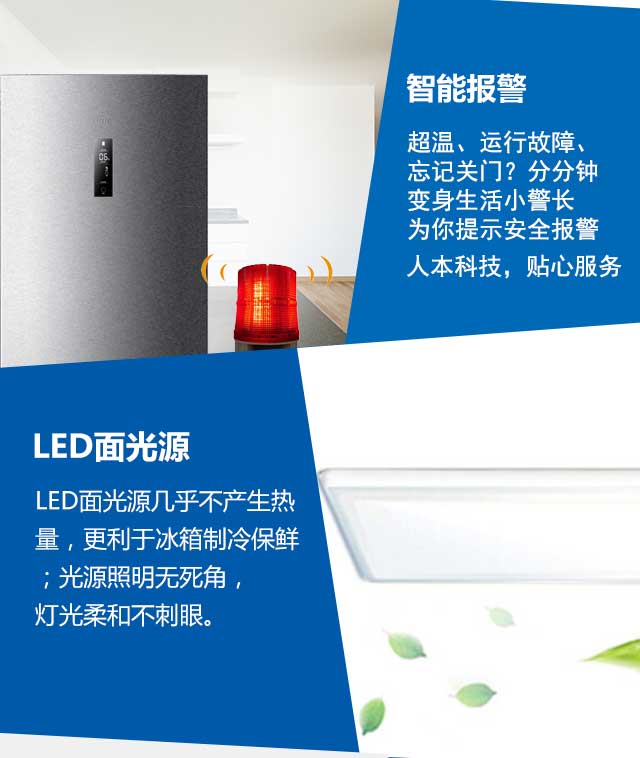 智能报警
超温、运行故障、
忘记关门？分分钟
变身生活小警长
为你提示安全报警
人本科技，贴心服务
LED面光源
LED面光源几乎不产生热
量，更利于冰箱制冷保鲜
；光源照明无死角，
灯光柔和不刺眼。